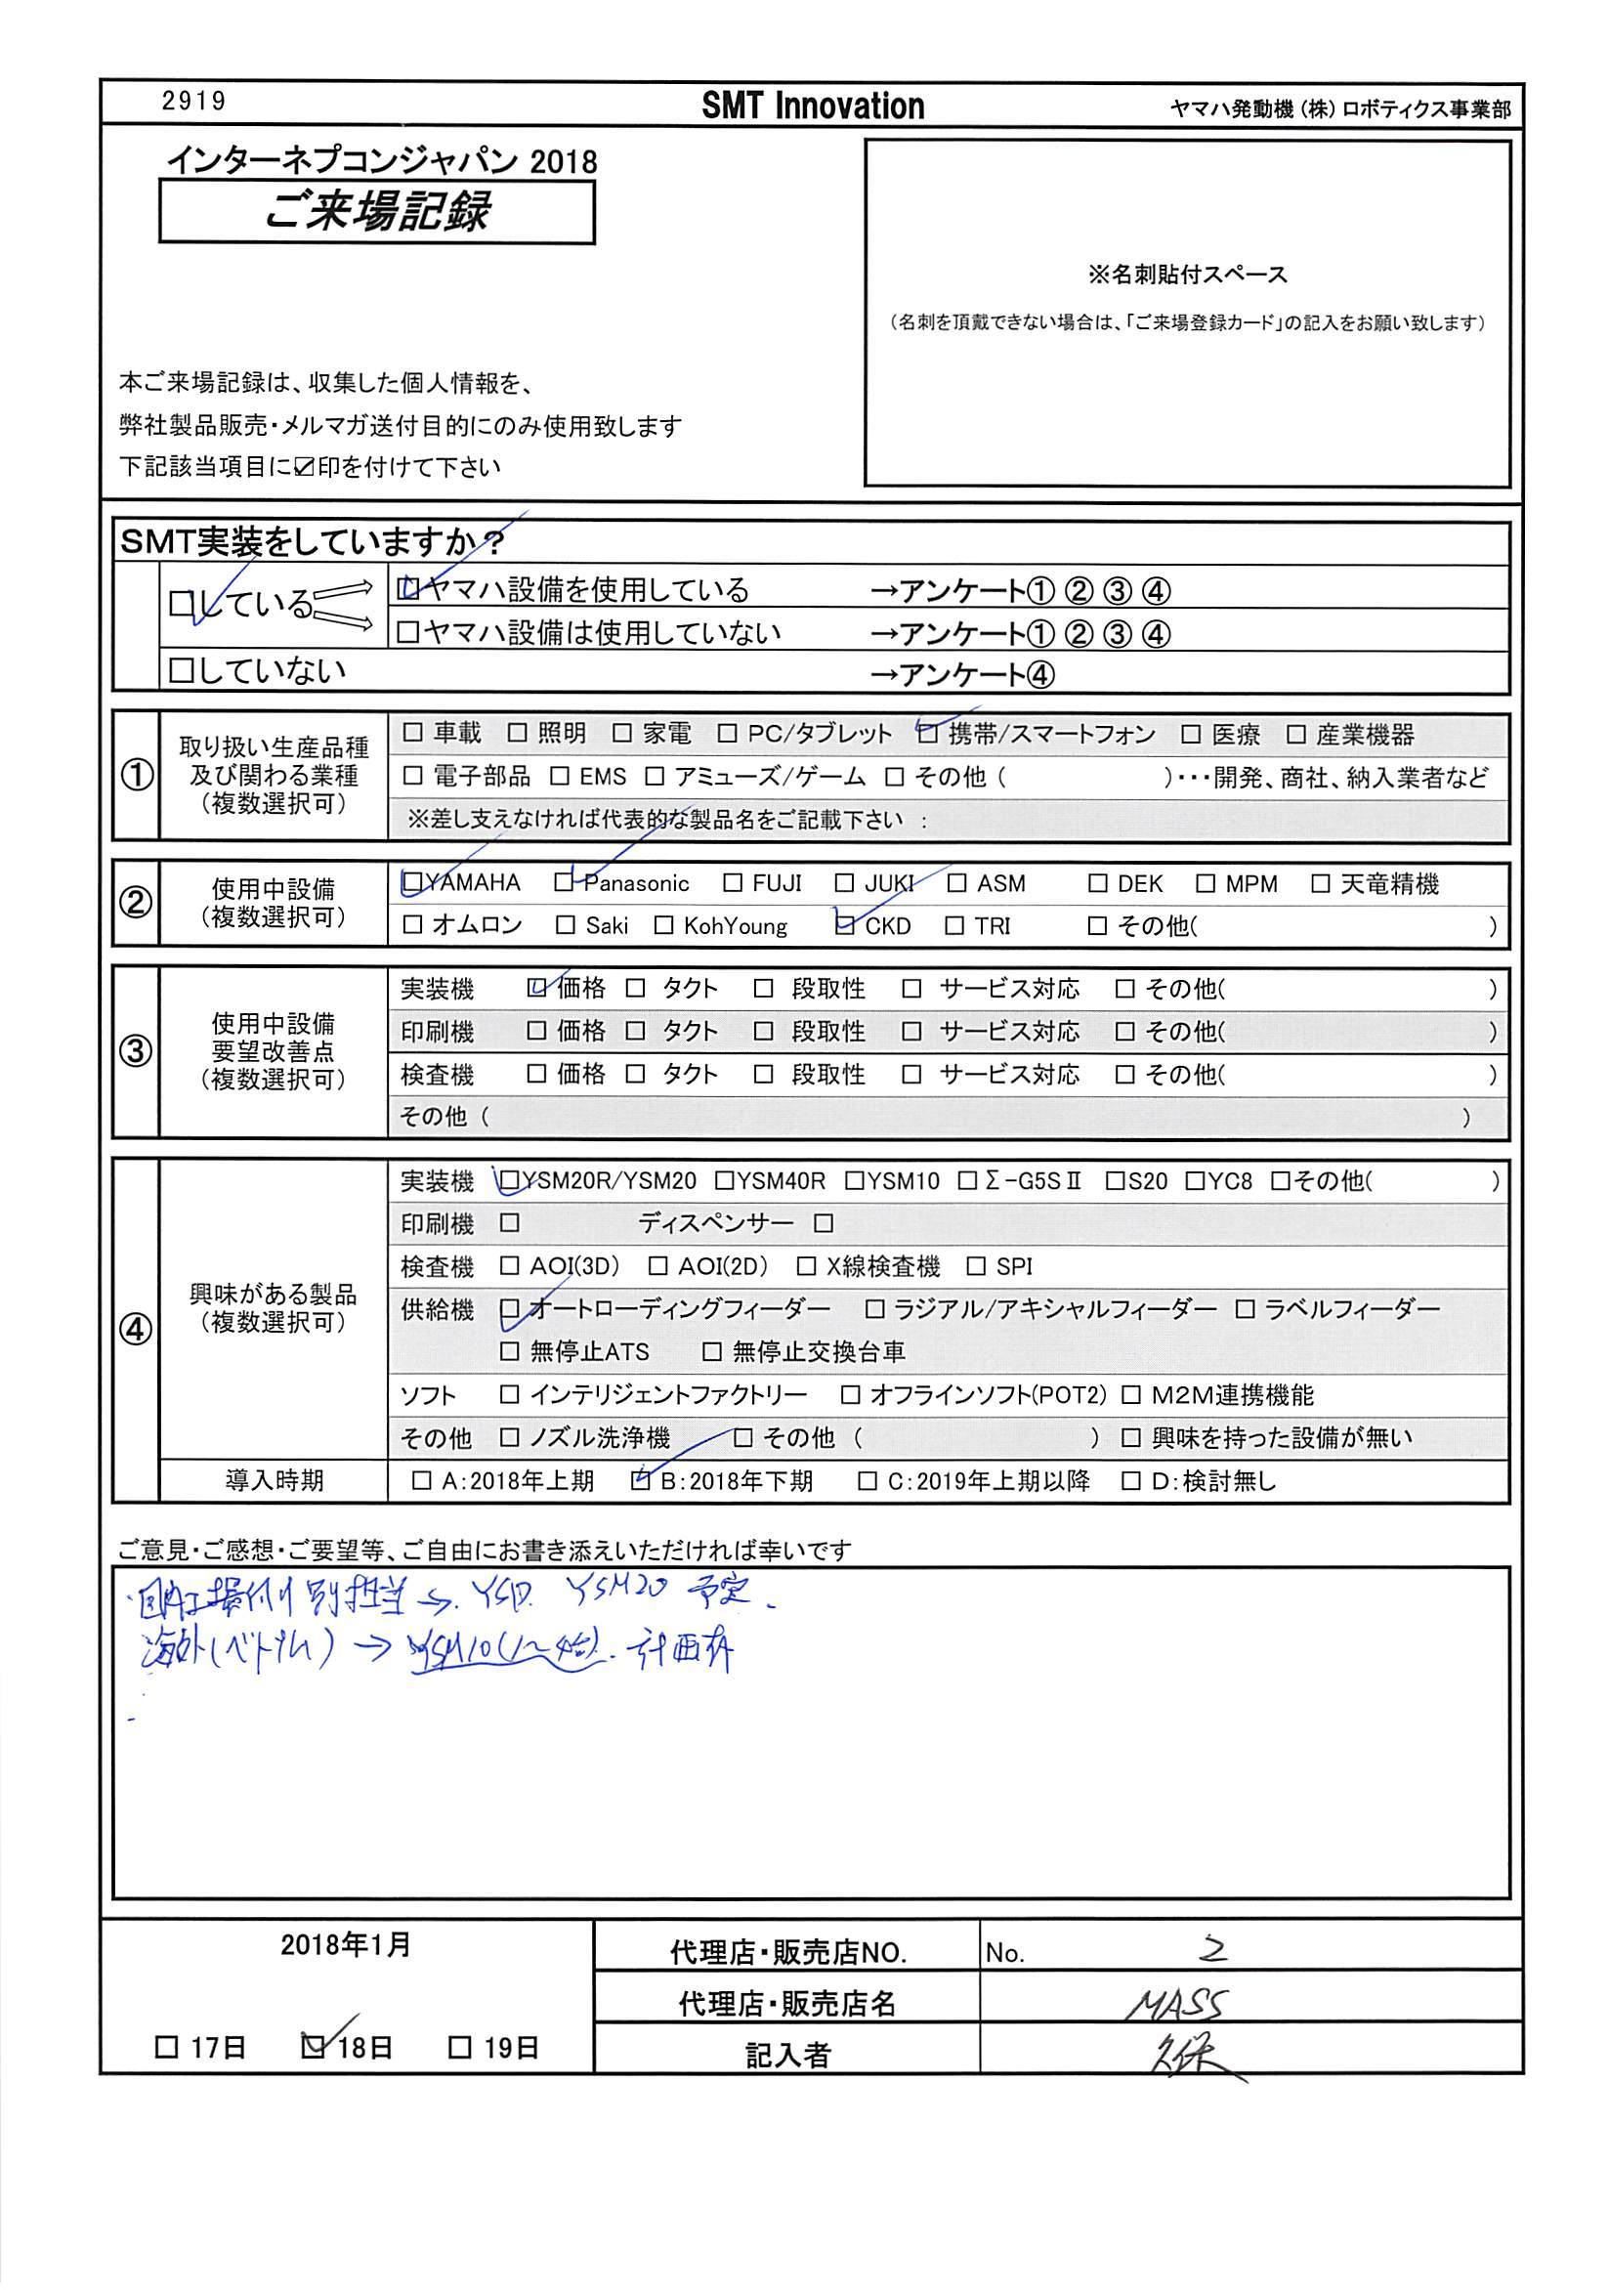 2919 SMT Innovation ヤマハ発動機(株)ロボティクス事業部
インターネプコンジャパン 2018
ご来場記録
※名刺貼付スペース
(名刺を頂戴できない場合は、「ご来場登録カード」の記入をお願い致します)
本ご来場記録は、収集した個人情報を、
弊社製品販売・メルマガ送付目的にのみ使用致します
下記該当項目に☑印を付けて下さい
SMT実装をしていますか？
☑している ☑ヤマハ設備を使用している →アンケート①②③④
□ヤマハ設備は使用していない →アンケート①②③④
□していない →アンケート④
① 取り扱い生産品種及び関わる業種(複数選択可)
□ 車載 □ 照明 □ 家電 □ PC/タブレット ☑ 携帯/スマートフォン □ 医療 □ 産業機器
□ 電子部品 □ EMS □ アミューズ/ゲーム □ その他 ( )・・・開発、商社、納入業者など
※差し支えなければ代表的な製品名をご記載下さい ：
② 使用中設備(複数選択可)
☑YAMAHA ☑Panasonic □ FUJI □ JUKI □ ASM □ DEK □ MPM □ 天竜精機
□ オムロン □ Saki □ KohYoung ☑ CKD □ TRI □ その他( )
③ 使用中設備要望改善点(複数選択可)
実装機 ☑ 価格 □ タクト □ 段取性 □ サービス対応 □ その他( )
印刷機 □ 価格 □ タクト □ 段取性 □ サービス対応 □ その他( )
検査機 □ 価格 □ タクト □ 段取性 □ サービス対応 □ その他( )
その他 ( )
④ 興味がある製品(複数選択可)
実装機 ☑YSM20R/YSM20 □YSM40R □YSM10 □Σ-G5SⅡ □S20 □YC8 □その他( )
印刷機 □ ディスペンサー □
検査機 □ AOI(3D) □ AOI(2D) □ X線検査機 □ SPI
供給機 ☑オートローディングフィーダー □ ラジアル/アキシャルフィーダー □ ラベルフィーダー
□ 無停止ATS □ 無停止交換台車
ソフト □ インテリジェントファクトリー □ オフラインソフト(POT2) □ M2M連携機能
その他 □ ノズル洗浄機 □ その他 ( ) □ 興味を持った設備が無い
導入時期 □ A:2018年上期 ☑ B:2018年下期 □ C:2019年上期以降 □ D:検討無し
ご意見・ご感想・ご要望等、ご自由にお書き添えいただければ幸いです
・国内工場 別担当 → YSP. YSM20 予定.
海外(ベトナム) → YSM10(1〜4台). 計画有
2018年1月
□ 17日 ☑ 18日 □ 19日
代理店・販売店NO. No. 2
代理店・販売店名 MASS
記入者 久保